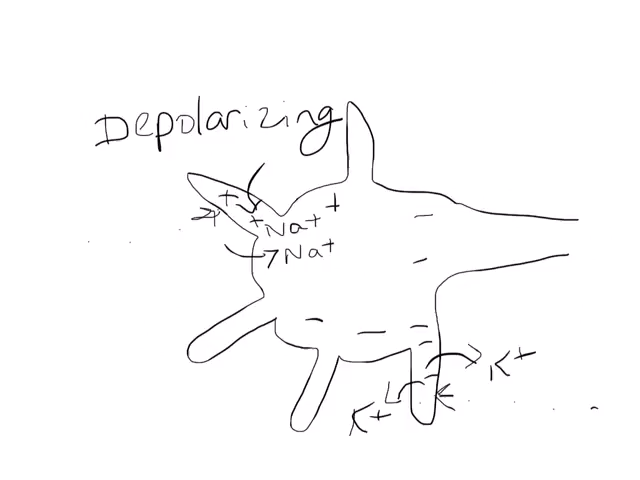 Depolarizing
+ +
+ Na+
Na+
K+
K+